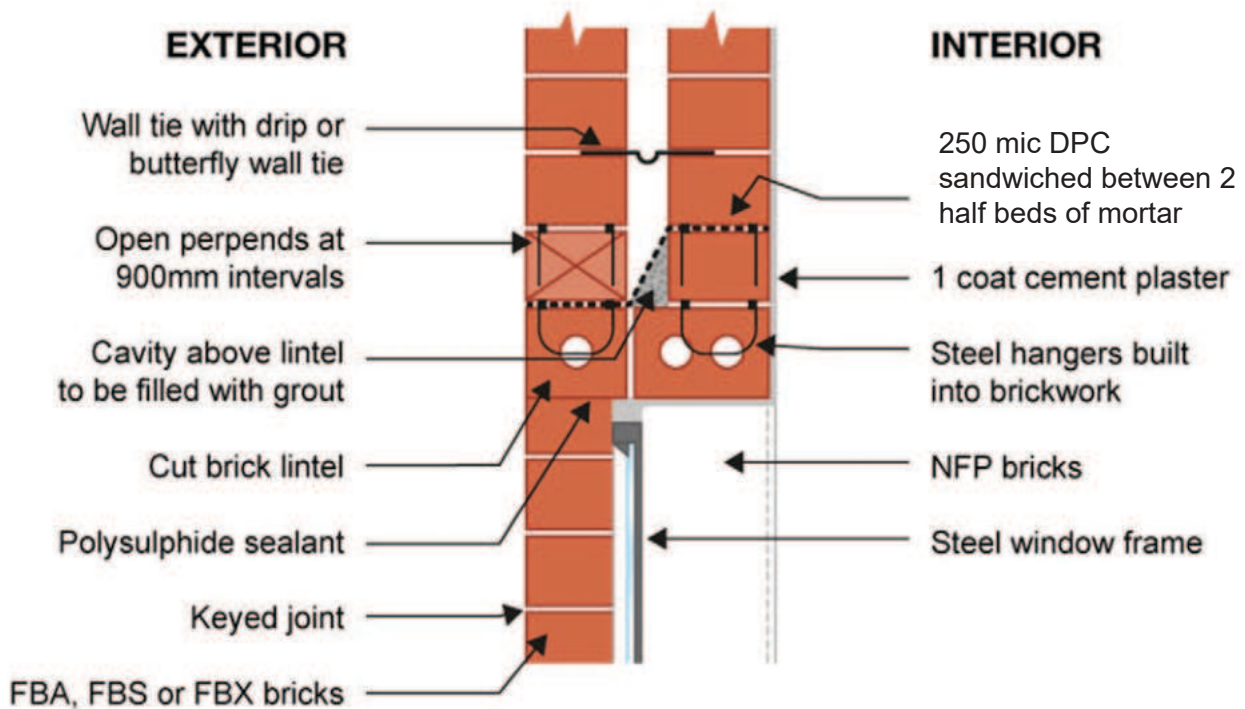 EXTERIOR
Wall tie with drip or
butterfly wall tie
Open perpends at
900mm intervals
Cavity above lintel
to be filled with grout
Cut brick lintel
Polysulphide sealant
Keyed joint
FBA, FBS or FBX bricks
INTERIOR
250 mic DPC
sandwiched between 2
half beds of mortar
1 coat cement plaster
Steel hangers built
into brickwork
NFP bricks
Steel window frame